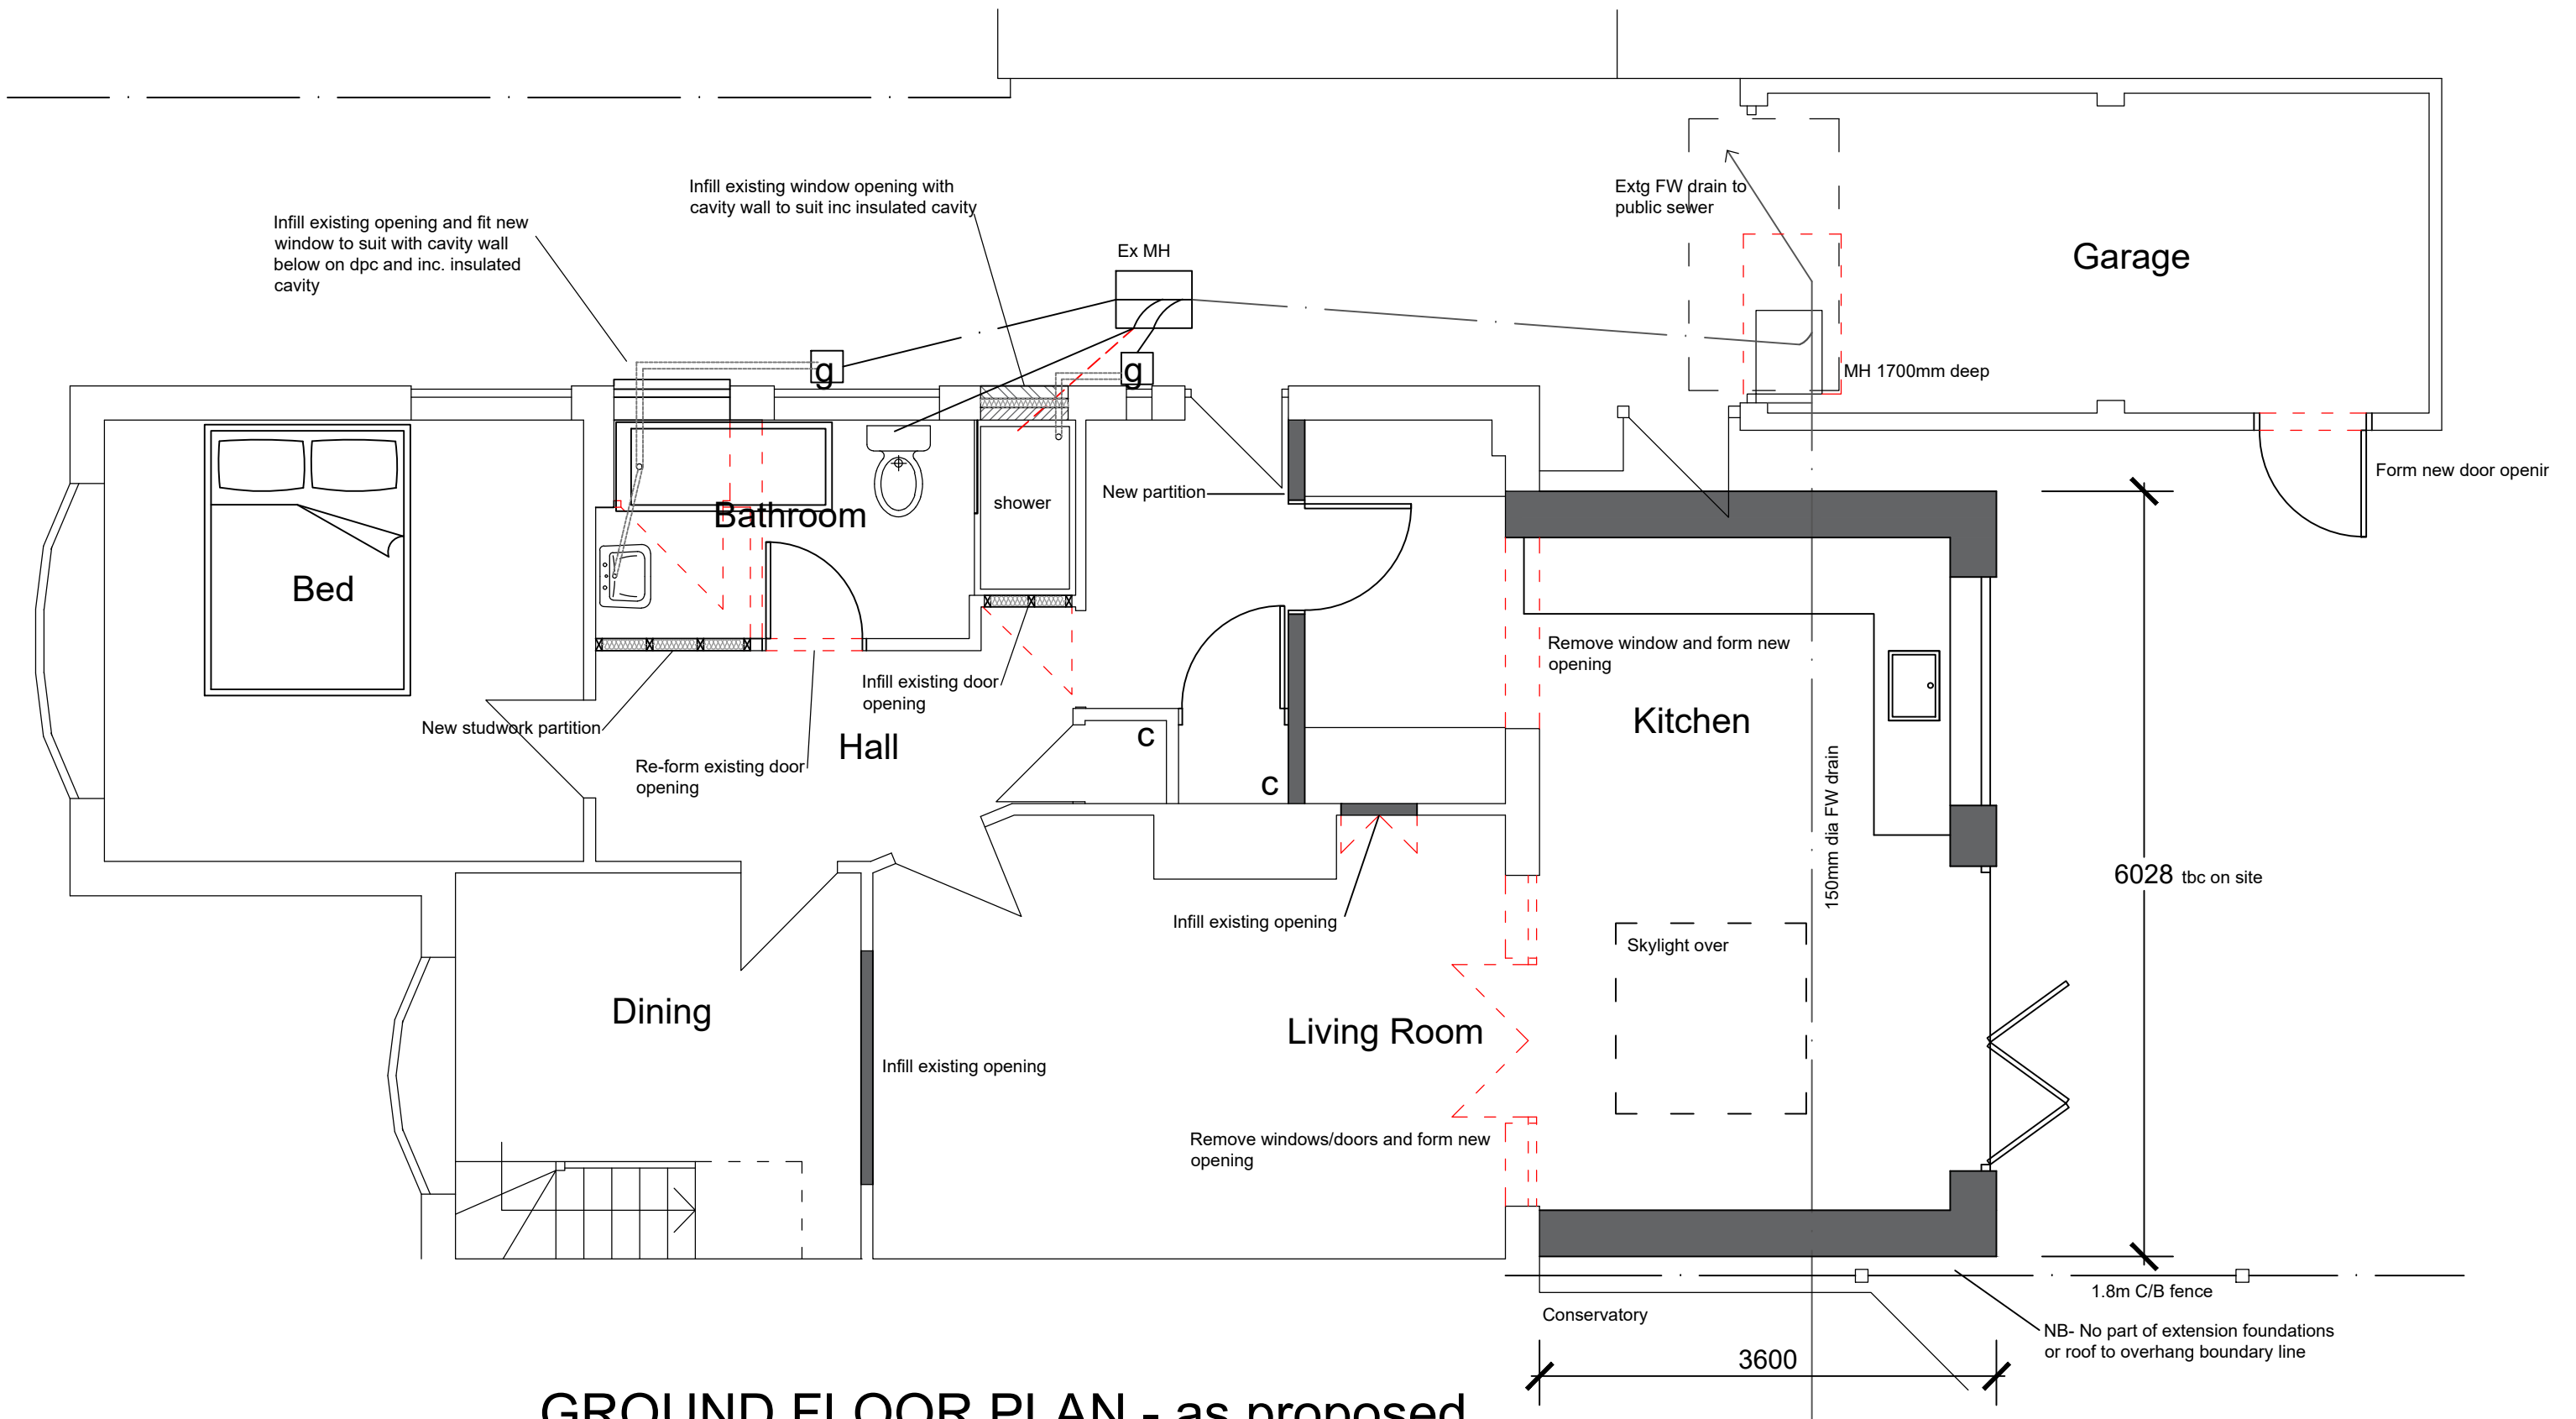 Infill existing window opening with
cavity wall to suit inc insulated cavity
Extg FW drain to
public sewer
Infill existing opening and fit new
window to suit with cavity wall
below on dpc and inc. insulated
cavity
Ex MH
Garage
g
g
MH 1700mm deep
Form new door openin
New partition
shower
Bathroom
Bed
Remove window and form new
opening
Infill existing door
opening
New studwork partition
Kitchen
Hall
c
Re-form existing door
opening
c
150mm dia FW drain
6028 tbc on site
Infill existing opening
Skylight over
Dining
Living Room
Infill existing opening
Remove windows/doors and form new
opening
1.8m C/B fence
Conservatory
NB- No part of extension foundations
or roof to overhang boundary line
3600
GROUND FLOOR PLAN - as proposed